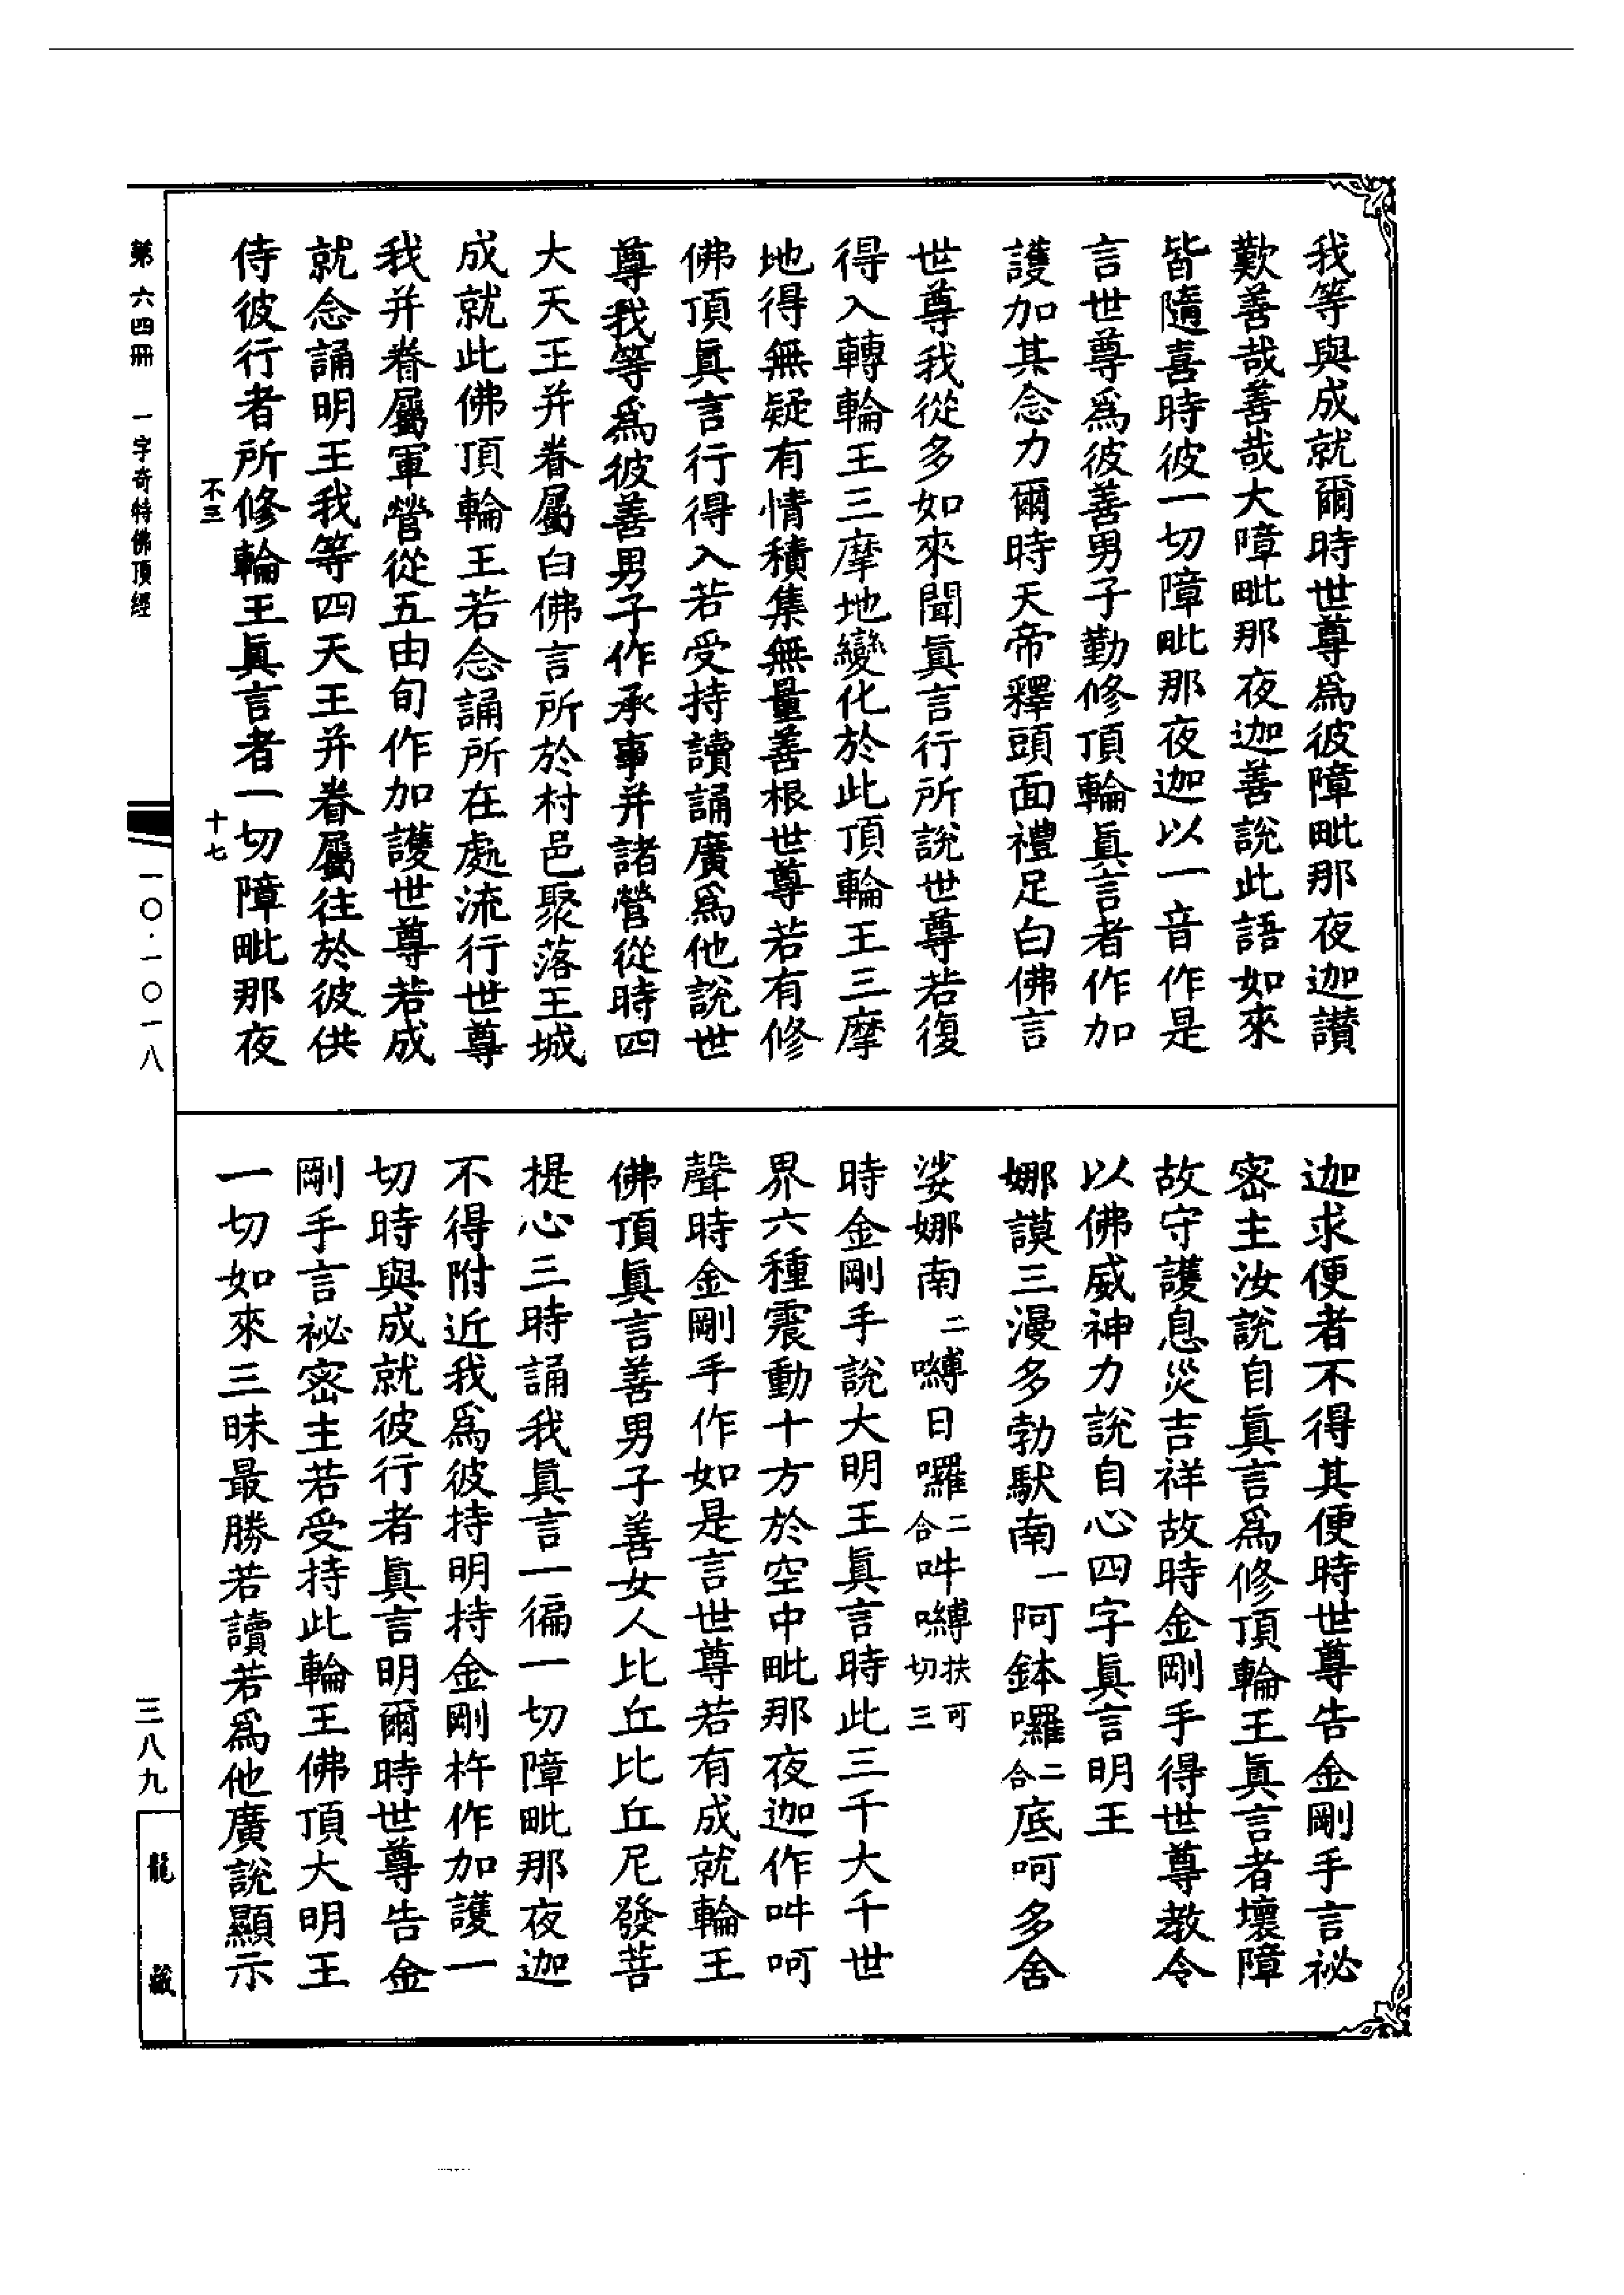 我等與成就爾時世尊爲彼障毗那夜迦讚
歎善哉善哉大障毗那夜迦善說此語如來
皆隨喜時彼一切障毗那夜迦以一音作是
言世尊爲彼善男子勤修頂輪眞言者作加
護加其念力爾時天帝釋頭面禮足白佛言
世尊我從多如來聞眞言行所說世尊若復
得入轉輪王三摩地變化於此頂輪王三摩
地得無疑有情積集無量善根世尊若有修
佛頂眞言行得入若受持讀誦廣爲他說世
尊我等爲彼善男子作承事并諸營從時四
大天王并眷屬白佛言所於村邑聚落王城
成就此佛頂輪王若念誦所在處流行世尊
我并眷屬軍營從五由旬作加護世尊若成
就念誦明王我等四天王并眷屬往於彼供
侍彼行者所修輪王眞言者一切障毗那夜
不三 十七
迦求便者不得其便時世尊告金剛手言祕
密主汝說自眞言爲修頂輪王眞言者壞障
故守護息災吉祥故時金剛手得世尊教令
以佛威神力說自心四字眞言明王
娜謨三漫多勃馱南一阿鉢囉二合底呵多舍
娑娜南二嚩日囉二合吽嚩扶可切三
時金剛手說大明王眞言時此三千大千世
界六種震動十方於空中毗那夜迦作吽呵
聲時金剛手作如是言世尊若有成就輪王
佛頂眞言善男子善女人比丘比丘尼發菩
提心三時誦我眞言一徧一切障毗那夜迦
不得附近我爲彼持明持金剛杵作加護一
切時與成就彼行者眞言明爾時世尊告金
剛手言祕密主若受持此輪王佛頂大明王
一切如來三昧最勝若讀若爲他廣說顯示
第六四冊 一字奇特佛頂經
一〇·一〇一八
三八九
龍藏